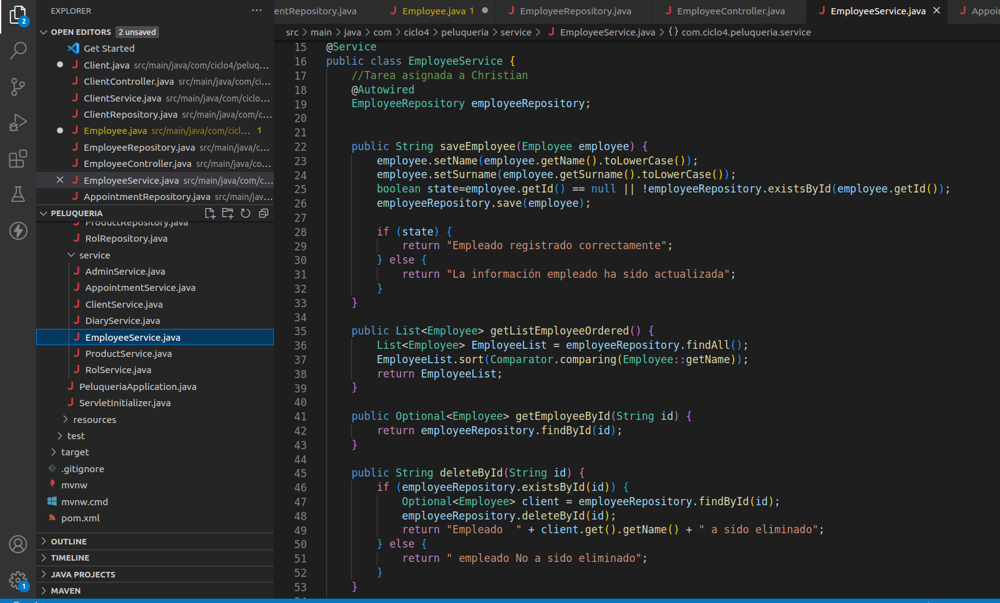 EXPLORER
OPEN EDITORS 2 unsaved
Get Started
Client.java src/main/java/com/ciclo4/peluq...
ClientController.java src/main/java/com/ci...
ClientService.java src/main/java/com/ciclo...
ClientRepository.java src/main/java/com/c...
Employee.java src/main/java/com/cicl... 1
EmployeeRepository.java src/main/java/c...
EmployeeController.java src/main/java/co...
EmployeeService.java src/main/java/com/c...
AppointmentRepository.java src/main/jav...
PELUQUERIA
ProductRepository.java
RolRepository.java
service
AdminService.java
AppointmentService.java
ClientService.java
DiaryService.java
EmployeeService.java
ProductService.java
RolService.java
PeluqueriaApplication.java
ServletInitializer.java
resources
test
target
.gitignore
mvnw
mvnw.cmd
pom.xml
OUTLINE
TIMELINE
JAVA PROJECTS
MAVEN
2
1
entRepository.java Employee.java 1 EmployeeRepository.java EmployeeController.java EmployeeService.java Appoi
src > main > java > com > ciclo4 > peluqueria > service > EmployeeService.java > {} com.ciclo4.peluqueria.service
15 @Service
16 public class EmployeeService {
17 //Tarea asignada a Christian
18 @Autowired
19 EmployeeRepository employeeRepository;
20
21
22 public String saveEmployee(Employee employee) {
23 employee.setName(employee.getName().toLowerCase());
24 employee.setSurname(employee.getSurname().toLowerCase());
25 boolean state=employee.getId() == null || !employeeRepository.existsById(employee.getId());
26 employeeRepository.save(employee);
27
28 if (state) {
29 return "Empleado registrado correctamente";
30 } else {
31 return "La información empleado ha sido actualizada";
32 }
33 }
34
35 public List<Employee> getListEmployeeOrdered() {
36 List<Employee> EmployeeList = employeeRepository.findAll();
37 EmployeeList.sort(Comparator.comparing(Employee::getName));
38 return EmployeeList;
39 }
40
41 public Optional<Employee> getEmployeeById(String id) {
42 return employeeRepository.findById(id);
43 }
44
45 public String deleteById(String id) {
46 if (employeeRepository.existsById(id)) {
47 Optional<Employee> client = employeeRepository.findById(id);
48 employeeRepository.deleteById(id);
49 return "Empleado  " + client.get().getName() + " a sido eliminado";
50 } else {
51 return " empleado No a sido eliminado";
52 }
53 }